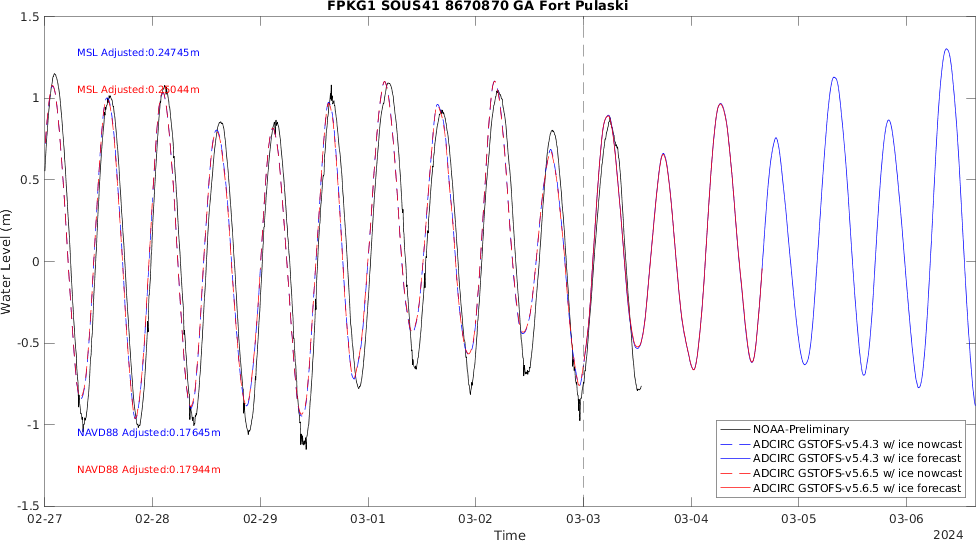 FPKG1 SOUS41 8670870 GA Fort Pulaski
1.5
1
0.5
0
-0.5
-1
-1.5
Water Level (m)
MSL Adjusted:0.24745m
MSL Adjusted:0.26044m
NAVD88 Adjusted:0.17645m
NAVD88 Adjusted:0.17944m
NOAA-Preliminary
ADCIRC GSTOFS-v5.4.3 w/ ice nowcast
ADCIRC GSTOFS-v5.4.3 w/ ice forecast
ADCIRC GSTOFS-v5.6.5 w/ ice nowcast
ADCIRC GSTOFS-v5.6.5 w/ ice forecast
02-27 02-28 02-29 03-01 03-02 03-03 03-04 03-05 03-06
Time
2024